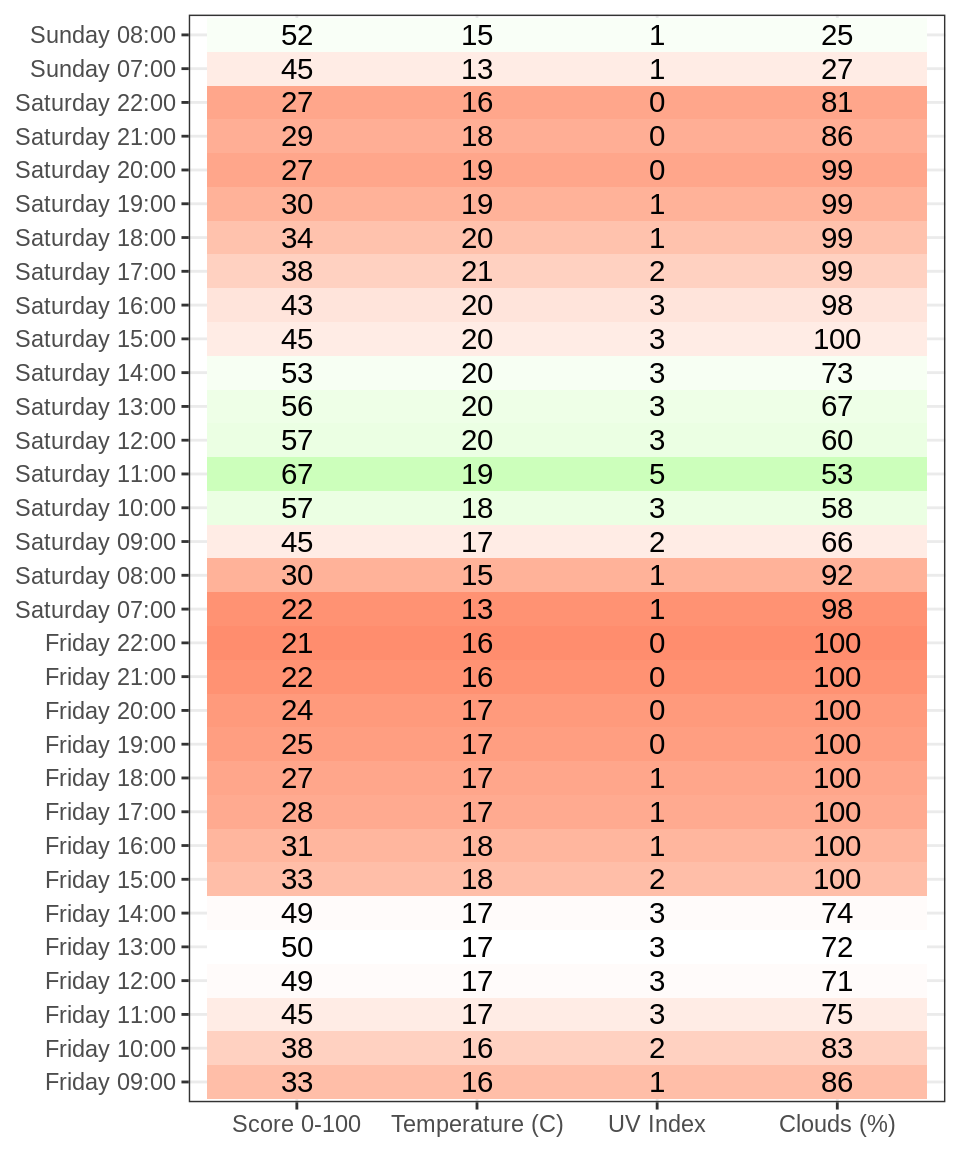 Sunday 08:00 52 15 1 25
Sunday 07:00 45 13 1 27
Saturday 22:00 27 16 0 81
Saturday 21:00 29 18 0 86
Saturday 20:00 27 19 0 99
Saturday 19:00 30 19 1 99
Saturday 18:00 34 20 1 99
Saturday 17:00 38 21 2 99
Saturday 16:00 43 20 3 98
Saturday 15:00 45 20 3 100
Saturday 14:00 53 20 3 73
Saturday 13:00 56 20 3 67
Saturday 12:00 57 20 3 60
Saturday 11:00 67 19 5 53
Saturday 10:00 57 18 3 58
Saturday 09:00 45 17 2 66
Saturday 08:00 30 15 1 92
Saturday 07:00 22 13 1 98
Friday 22:00 21 16 0 100
Friday 21:00 22 16 0 100
Friday 20:00 24 17 0 100
Friday 19:00 25 17 0 100
Friday 18:00 27 17 1 100
Friday 17:00 28 17 1 100
Friday 16:00 31 18 1 100
Friday 15:00 33 18 2 100
Friday 14:00 49 17 3 74
Friday 13:00 50 17 3 72
Friday 12:00 49 17 3 71
Friday 11:00 45 17 3 75
Friday 10:00 38 16 2 83
Friday 09:00 33 16 1 86
Score 0-100 Temperature (C) UV Index Clouds (%)